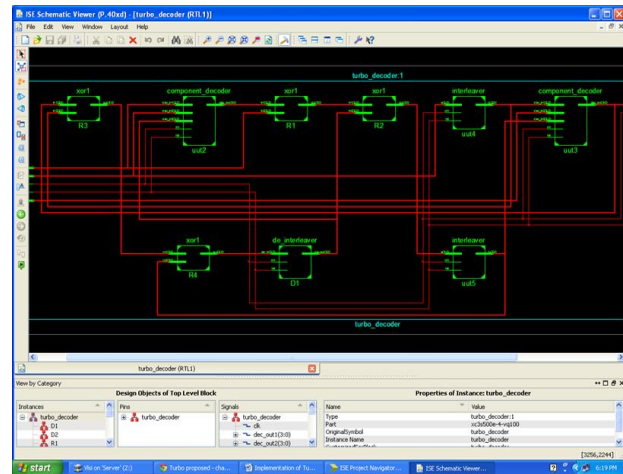 ISE Schematic Viewer (P.40xd) - [turbo_decoder (RTL1)]
File Edit View Window Layout Help
turbo_decoder:1
xor1 component_decoder xor1 xor1 interleaver component_decoder
R3 uut2 R1 R2 uut4 uut3
xor1 de_interleaver interleaver
R4 D1 uut5
turbo_decoder
turbo_decoder (RTL1)
View by Category
Design Objects of Top Level Block Properties of Instance: turbo_decoder
Instances Pins Signals Name Value
turbo_decoder turbo_decoder turbo_decoder Type turbo_decoder:1
D1 clk Part xc3s500e-4-vq100
D2 dec_out1(3:0) OriginalSymbol turbo_decoder
R1 dec_out2(3:0) Instance Name turbo_decoder
[3256,2244]
start Visl on 'Server' (Z:) Turbo proposed - cha... Implementation of Tu... ISE Project Navigator... ISE Schematic Viewer... 6:19 PM